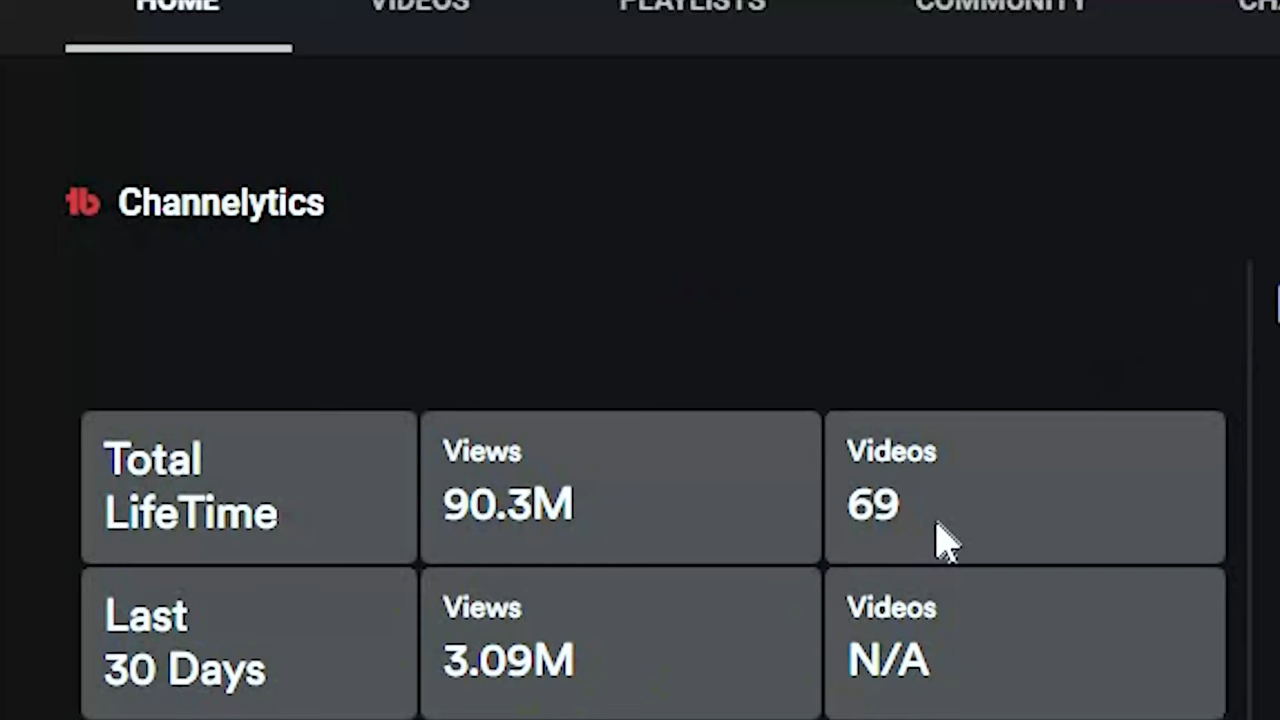 HOME VIDEOS PLAYLISTS COMMUNITY
tb Channelytics
Total
LifeTime
Views
90.3M
Videos
69
Last
30 Days
Views
3.09M
Videos
N/A